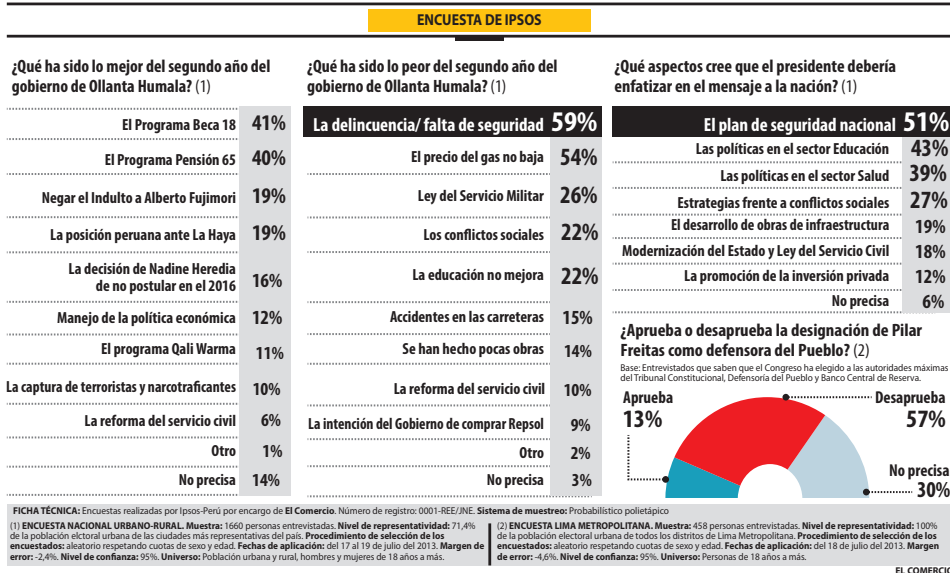 ENCUESTA DE IPSOS
¿Qué ha sido lo mejor del segundo año del
gobierno de Ollanta Humala? (1)
El Programa Beca 18 41%
El Programa Pensión 65 40%
Negar el Indulto a Alberto Fujimori 19%
La posición peruana ante La Haya 19%
La decisión de Nadine Heredia
de no postular en el 2016 16%
Manejo de la política económica 12%
El programa Qali Warma 11%
La captura de terroristas y narcotraficantes 10%
La reforma del servicio civil 6%
Otro 1%
No precisa 14%
¿Qué ha sido lo peor del segundo año del
gobierno de Ollanta Humala? (1)
La delincuencia/ falta de seguridad 59%
El precio del gas no baja 54%
Ley del Servicio Militar 26%
Los conflictos sociales 22%
La educación no mejora 22%
Accidentes en las carreteras 15%
Se han hecho pocas obras 14%
La reforma del servicio civil 10%
La intención del Gobierno de comprar Repsol 9%
Otro 2%
No precisa 3%
¿Qué aspectos cree que el presidente debería
enfatizar en el mensaje a la nación? (1)
El plan de seguridad nacional 51%
Las políticas en el sector Educación 43%
Las políticas en el sector Salud 39%
Estrategias frente a conflictos sociales 27%
El desarrollo de obras de infraestructura 19%
Modernización del Estado y Ley del Servicio Civil 18%
La promoción de la inversión privada 12%
No precisa 6%
¿Aprueba o desaprueba la designación de Pilar
Freitas como defensora del Pueblo? (2)
Base: Entrevistados que saben que el Congreso ha elegido a las autoridades máximas
del Tribunal Constitucional, Defensoría del Pueblo y Banco Central de Reserva.
Aprueba
13%
Desaprueba
57%
No precisa
30%
FICHA TÉCNICA: Encuestas realizadas por Ipsos-Perú por encargo de El Comercio. Número de registro: 0001-REE/JNE. Sistema de muestreo: Probabilístico polietápico
(1) ENCUESTA NACIONAL URBANO-RURAL. Muestra: 1660 personas entrevistadas. Nivel de representatividad: 71,4%
de la población elctoral urbana de las ciudades más representativas del país. Procedimiento de selección de los
encuestados: aleatorio respetando cuotas de sexo y edad. Fechas de aplicación: del 17 al 19 de julio del 2013. Margen de
error: -2,4%. Nivel de confianza: 95%. Universo: Población urbana y rural, hombres y mujeres de 18 años a más.
(2) ENCUESTA LIMA METROPOLITANA. Muestra: 458 personas entrevistadas. Nivel de representatividad: 100%
de la población electoral urbana de todos los distritos de Lima Metropolitana. Procedimiento de selección de los
encuestados: aleatorio respetando cuotas de sexo y edad. Fechas de aplicación: del 18 de julio del 2013. Margen
de error: -4,6%. Nivel de confianza: 95%. Universo: Personas de 18 años a más.
EL COMERCIO